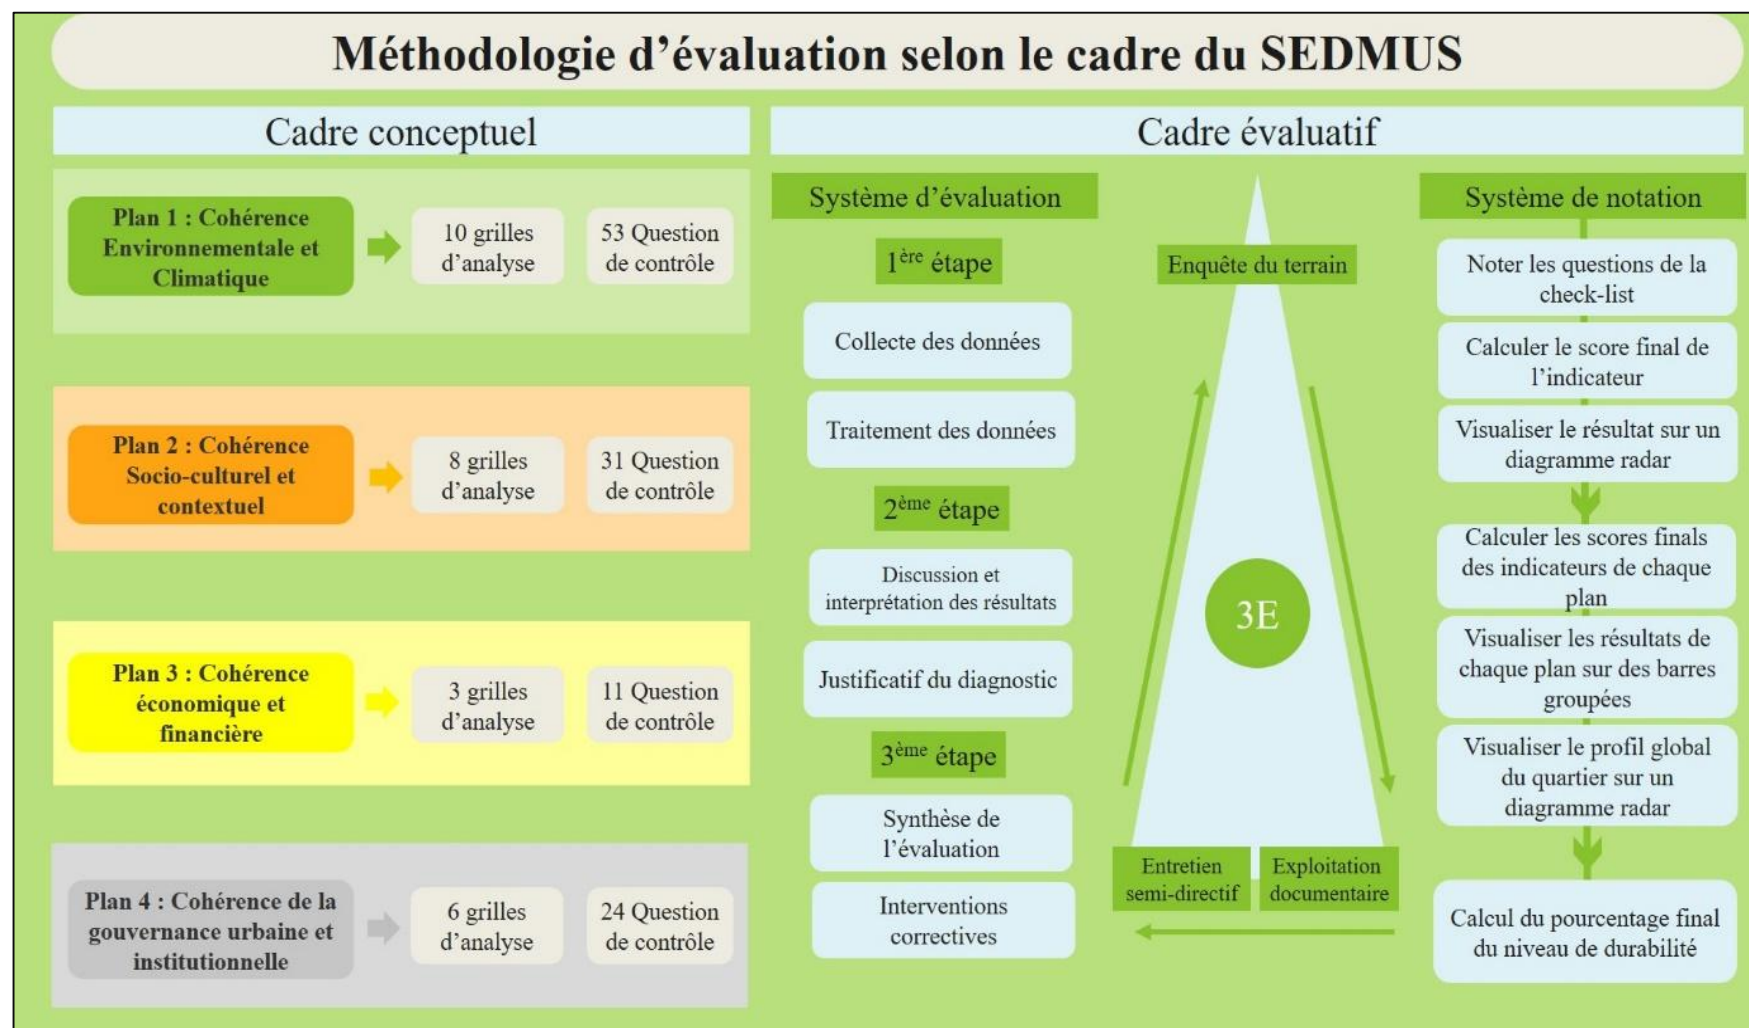 Méthodologie d’évaluation selon le cadre du SEDMUS
Cadre conceptuel
Plan 1 : Cohérence
Environnementale et
Climatique
10 grilles
d’analyse
53 Question
de contrôle
Plan 2 : Cohérence
Socio-culturel et
contextuel
8 grilles
d’analyse
31 Question
de contrôle
Plan 3 : Cohérence
économique et
financière
3 grilles
d’analyse
11 Question
de contrôle
Plan 4 : Cohérence de la
gouvernance urbaine et
institutionnelle
6 grilles
d’analyse
24 Question
de contrôle
Cadre évaluatif
Système d’évaluation
1ère étape
Collecte des données
Traitement des données
2ème étape
Discussion et
interprétation des résultats
Justificatif du diagnostic
3ème étape
Synthèse de
l’évaluation
Interventions
correctives
Enquête du terrain
3E
Entretien
semi-directif
Exploitation
documentaire
Système de notation
Noter les questions de la
check-list
Calculer le score final de
l’indicateur
Visualiser le résultat sur un
diagramme radar
Calculer les scores finals
des indicateurs de chaque
plan
Visualiser les résultats de
chaque plan sur des barres
groupées
Visualiser le profil global
du quartier sur un
diagramme radar
Calcul du pourcentage final
du niveau de durabilité